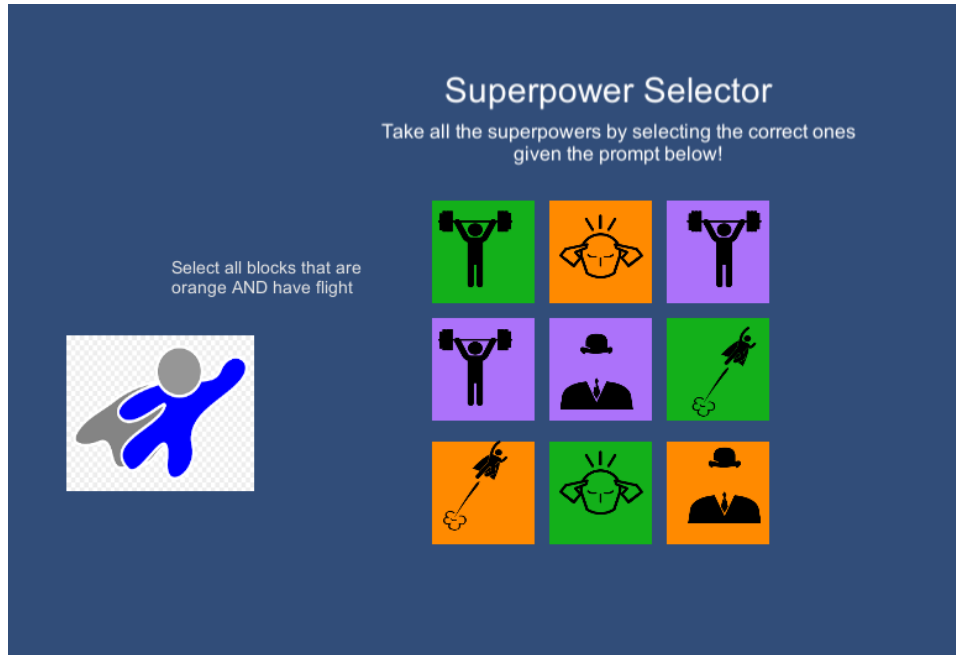 Superpower Selector
Take all the superpowers by selecting the correct ones
given the prompt below!
Select all blocks that are
orange AND have flight